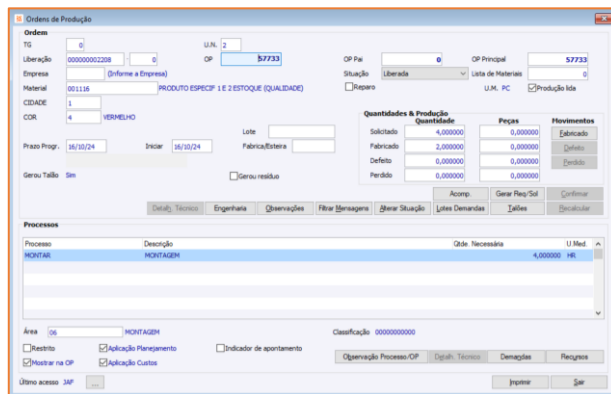 Ordens de Produção
Ordem
TG 0 U.N. 2
Liberação 000000002208 - 0 OP 57733 OP Pai 0 OP Principal 57733
Empresa (Informe a Empresa) Situação Liberada Lista de Materiais 0
Material 001116 PRODUTO ESPECIF 1 E 2 ESTOQUE (QUALIDADE) Reparo U.M. PC Produção lida
CIDADE 1
COR 4 VERMELHO
Quantidades & Produção
Quantidade Peças Movimentos
Lote Solicitado 4,000000 0,000000 Fabricado
Prazo Progr. 16/10/24 Iniciar 16/10/24 Fabrica/Esteira Fabricado 2,000000 0,000000 Defeito
Defeito 0,000000 0,000000 Perdido
Gerou Talão Sim Gerou resíduo Perdido 0,000000 0,000000
Acomp. Gerar Req/Sol Confirmar
Detalh. Técnico Engenharia Observações Filtrar Mensagens Alterar Situação Lotes Demandas Talões Recalcular
Processos
Processo Descrição Qtde. Necessária U.Med.
MONTAR MONTAGEM 4,000000 HR
Área 06 MONTAGEM Classificação 00000000000
Restrito Aplicação Planejamento Indicador de apontamento
Mostrar na OP Aplicação Custos Observação Processo/OP Detalh. Técnico Demandas Recursos
Último acesso JAP ... Imprimir Sair